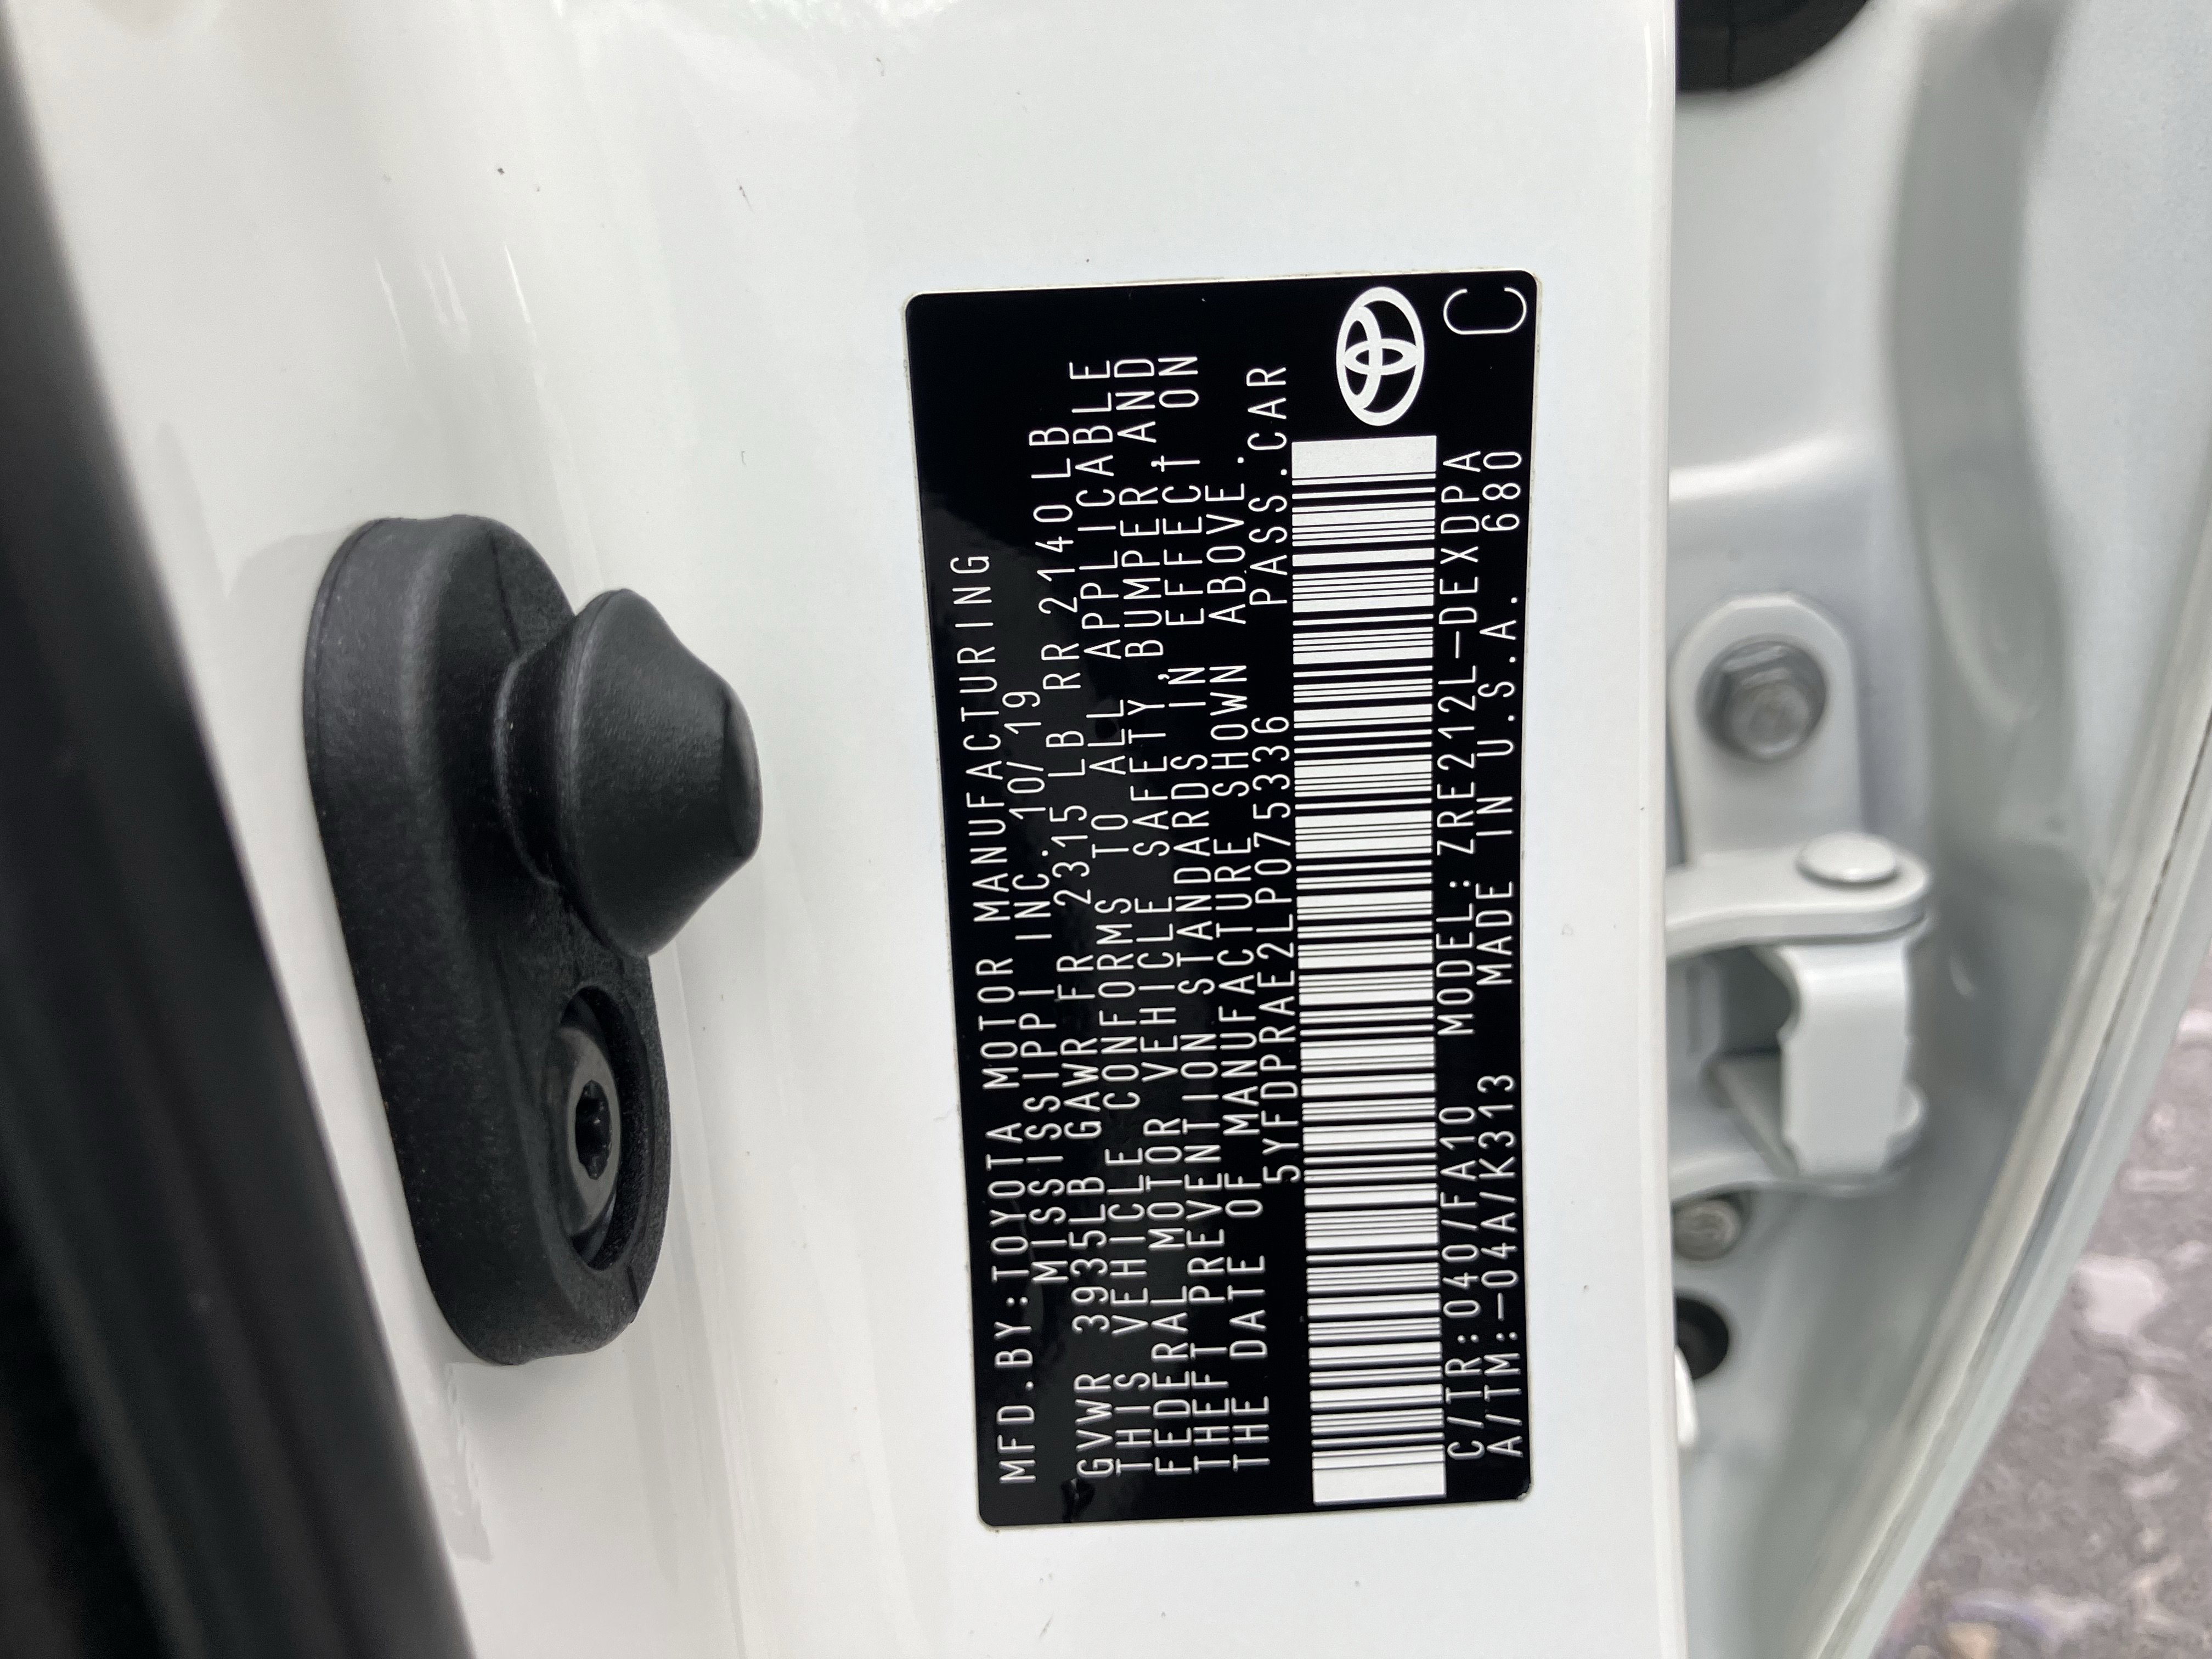 MFD.BY:TOYOTA MOTOR MANUFACTURING
MISSISSIPPI INC. 10/19
GVWR 3935LB GAWR FR 2315 LB RR 2140LB
THIS VEHICLE CONFORMS TO ALL APPLICABLE
FEDERAL MOTOR VEHICLE SAFETY, BUMPER, AND
THEFT PREVENTION STANDARDS IN EFFECT ON
THE DATE OF MANUFACTURE SHOWN ABOVE.
5YFDPRAE2LP075336 PASS.CAR
C/TR:040/FA10 MODEL: ZRE212L-DEXDPA
A/TM:-04A/K313 MADE IN U.S.A. 680
C